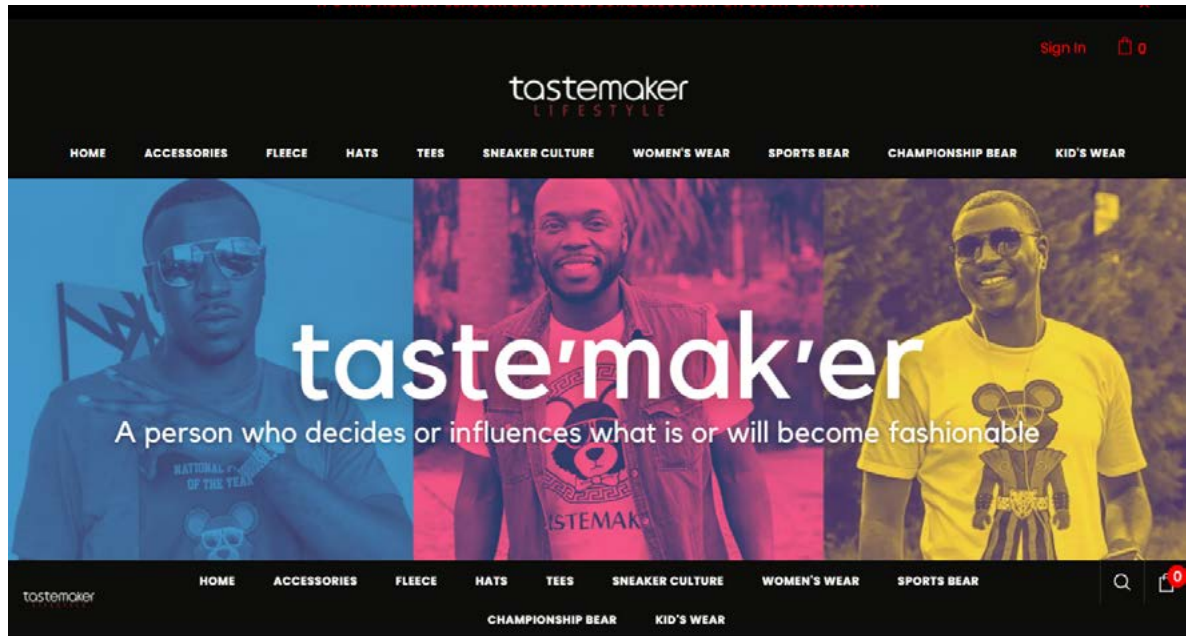 Sign In 0
tastemaker
LIFESTYLE
HOME ACCESSORIES FLEECE HATS TEES SNEAKER CULTURE WOMEN'S WEAR SPORTS BEAR CHAMPIONSHIP BEAR KID'S WEAR
taste'mak'er
A person who decides or influences what is or will become fashionable
NATIONAL
OF THE YEAR
HOME ACCESSORIES FLEECE HATS TEES SNEAKER CULTURE WOMEN'S WEAR SPORTS BEAR 0
tastemaker
LIFESTYLE
CHAMPIONSHIP BEAR KID'S WEAR